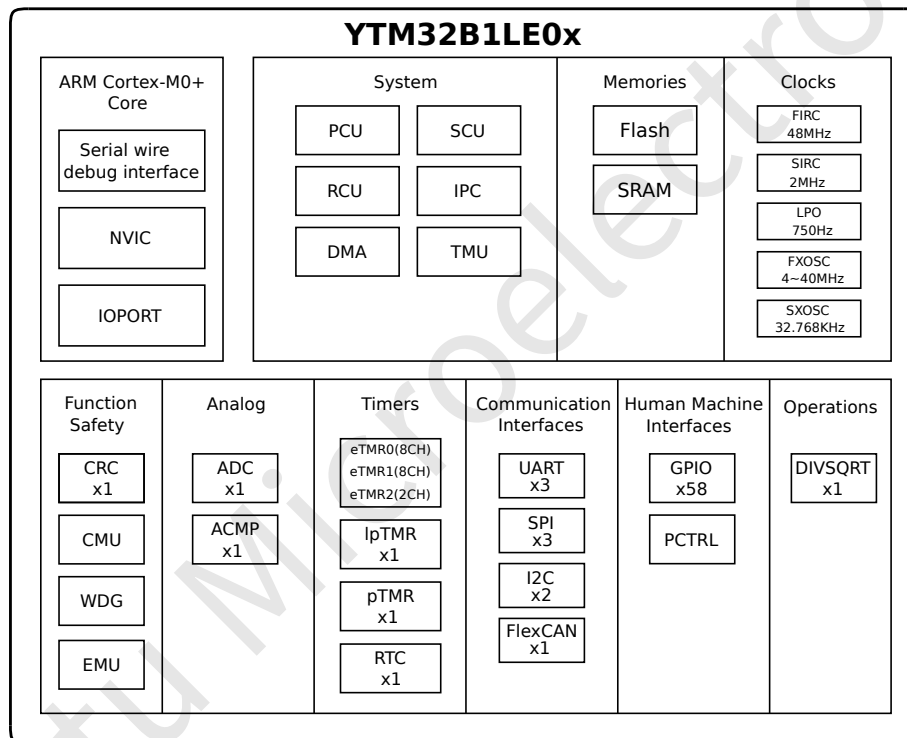 YTM32B1LE0x
ARM Cortex-M0+
Core
Serial wire
debug interface
NVIC
IOPORT
System
PCU
SCU
RCU
IPC
DMA
TMU
Memories
Flash
SRAM
Clocks
FIRC
48MHz
SIRC
2MHz
LPO
750Hz
FXOSC
4~40MHz
SXOSC
32.768KHz
Function
Safety
CRC
x1
CMU
WDG
EMU
Analog
ADC
x1
ACMP
x1
Timers
eTMR0(8CH)
eTMR1(8CH)
eTMR2(2CH)
lpTMR
x1
pTMR
x1
RTC
x1
Communication
Interfaces
UART
x3
SPI
x3
I2C
x2
FlexCAN
x1
Human Machine
Interfaces
GPIO
x58
PCTRL
Operations
DIVSQRT
x1
tu Microelectro